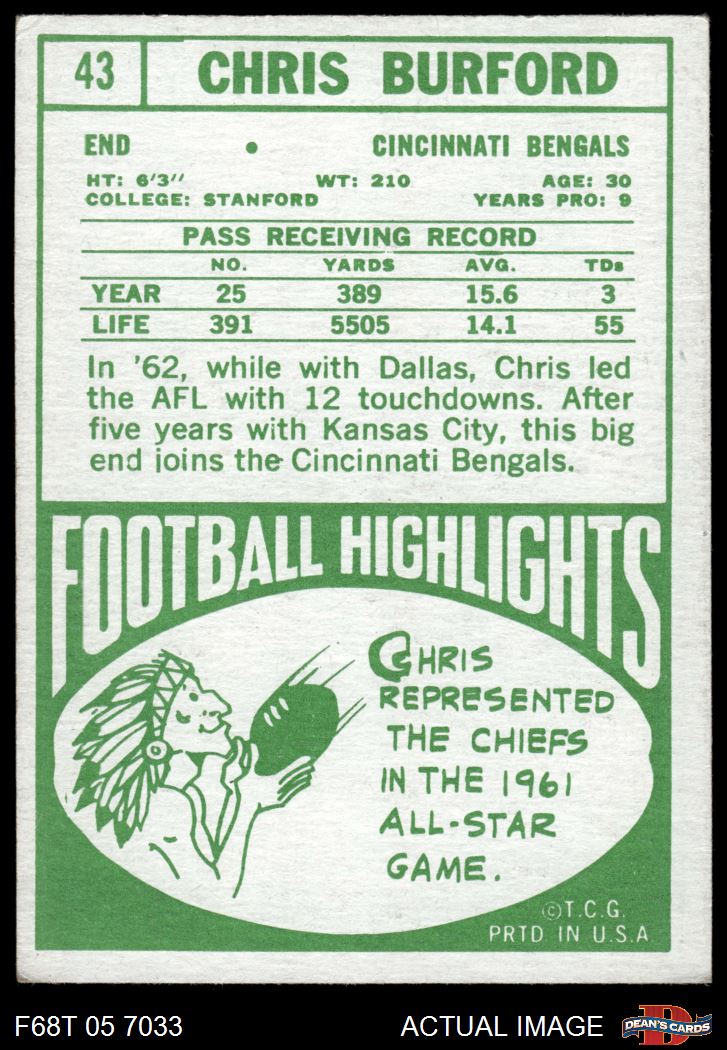 43 CHRIS BURFORD
END • CINCINNATI BENGALS
HT: 6'3" WT: 210 AGE: 30
COLLEGE: STANFORD YEARS PRO: 9
PASS RECEIVING RECORD
NO. YARDS AVG. TDs
YEAR 25 389 15.6 3
LIFE 391 5505 14.1 55
In '62, while with Dallas, Chris led
the AFL with 12 touchdowns. After
five years with Kansas City, this big
end joins the Cincinnati Bengals.
FOOTBALL HIGHLIGHTS
CHRIS
REPRESENTED
THE CHIEFS
IN THE 1961
ALL-STAR
GAME.
©T.C.G.
PRTD IN U.S.A
F68T 05 7033 ACTUAL IMAGE D DEAN'S CARDS